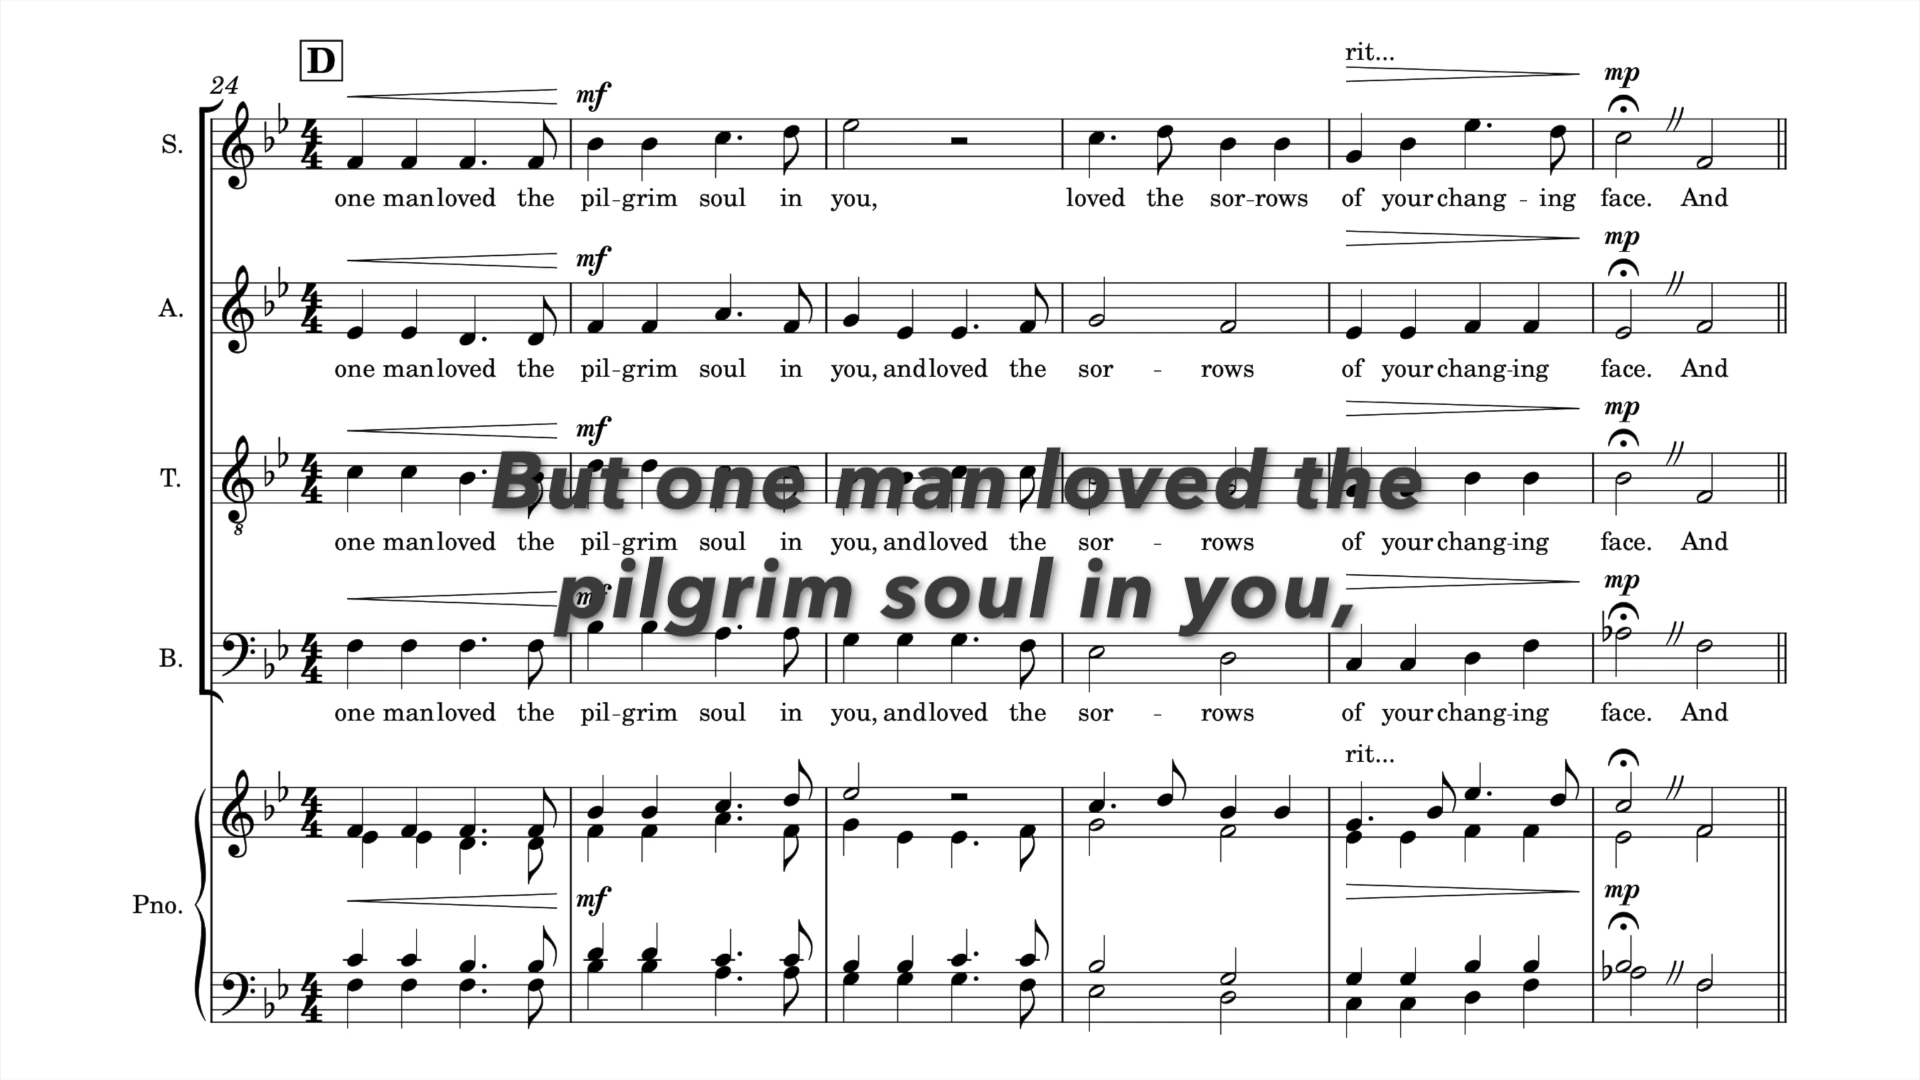 D
24
rit...
mf
mp
S.
one man loved the pil-grim soul in you, loved the sor-rows of your chang - ing face. And
mf
mp
A.
one man loved the pil-grim soul in you, and loved the sor - rows of your chang-ing face. And
mf
mp
T.
8
But one man loved the
one man loved the pil-grim soul in you, and loved the sor - rows of your chang-ing face. And
pilgrim soul in you,
mf
mp
B.
one man loved the pil-grim soul in you, and loved the sor - rows of your chang-ing face. And
rit...
Pno.
mf
mp